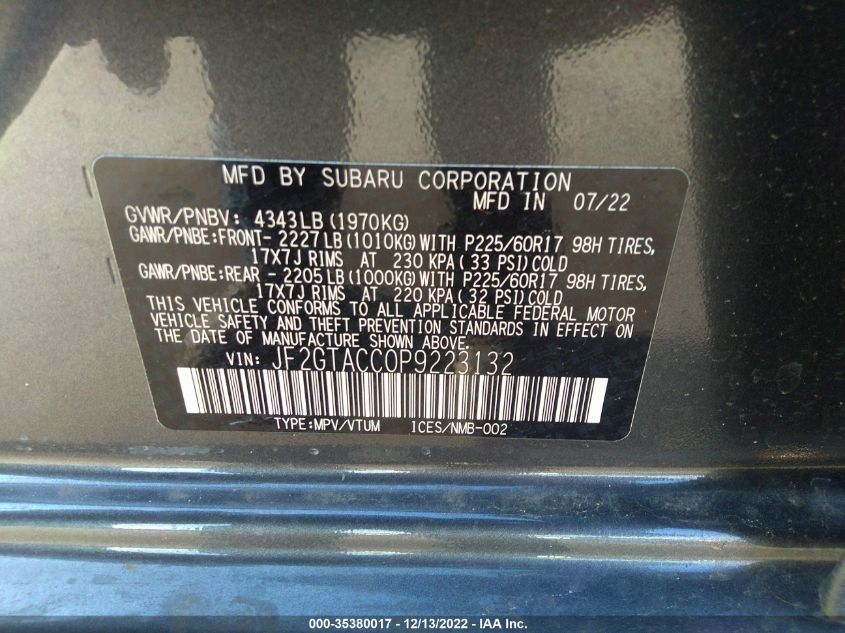 MFD BY SUBARU CORPORATION
MFD IN 07/22
GVWR/PNBV: 4343LB (1970KG)
GAWR/PNBE:FRONT- 2227LB(1010KG)WITH P225/60R17 98H TIRES,
17X7J RIMS AT 230 KPA( 33 PSI)COLD
GAWR/PNBE:REAR - 2205LB(1000KG)WITH P225/60R17 98H TIRES,
17X7J RIMS AT 220 KPA( 32 PSI)COLD
THIS VEHICLE CONFORMS TO ALL APPLICABLE FEDERAL MOTOR
VEHICLE SAFETY AND THEFT PREVENTION STANDARDS IN EFFECT ON
THE DATE OF MANUFACTURE SHOWN ABOVE.
VIN: JF2GTACC0P9223132
TYPE:MPV/VTUM ICES/NMB-002
000-35380017 - 12/13/2022 - IAA Inc.